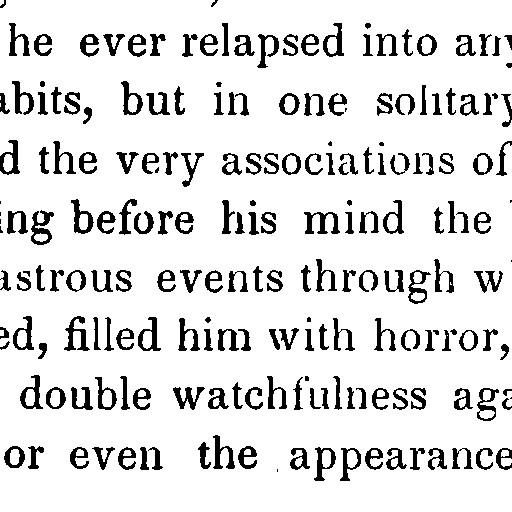 he ever relapsed into any
abits, but in one solitary
d the very associations of
ing before his mind the
astrous events through w
ed, filled him with horror,
double watchfulness aga
or even the appearance